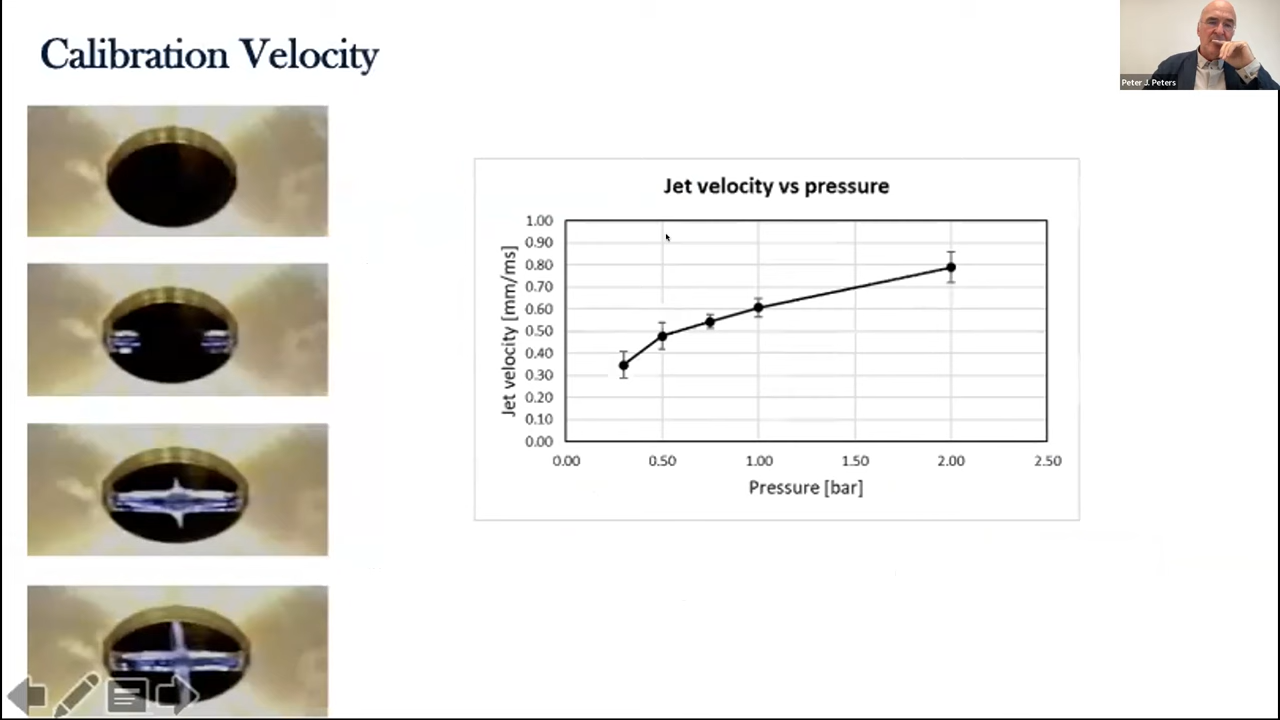 Calibration Velocity
Peter J. Peters
Jet velocity vs pressure
Jet velocity [mm/ms]
1.00
0.90
0.80
0.70
0.60
0.50
0.40
0.30
0.20
0.10
0.00
0.00 0.50 1.00 1.50 2.00 2.50
Pressure [bar]